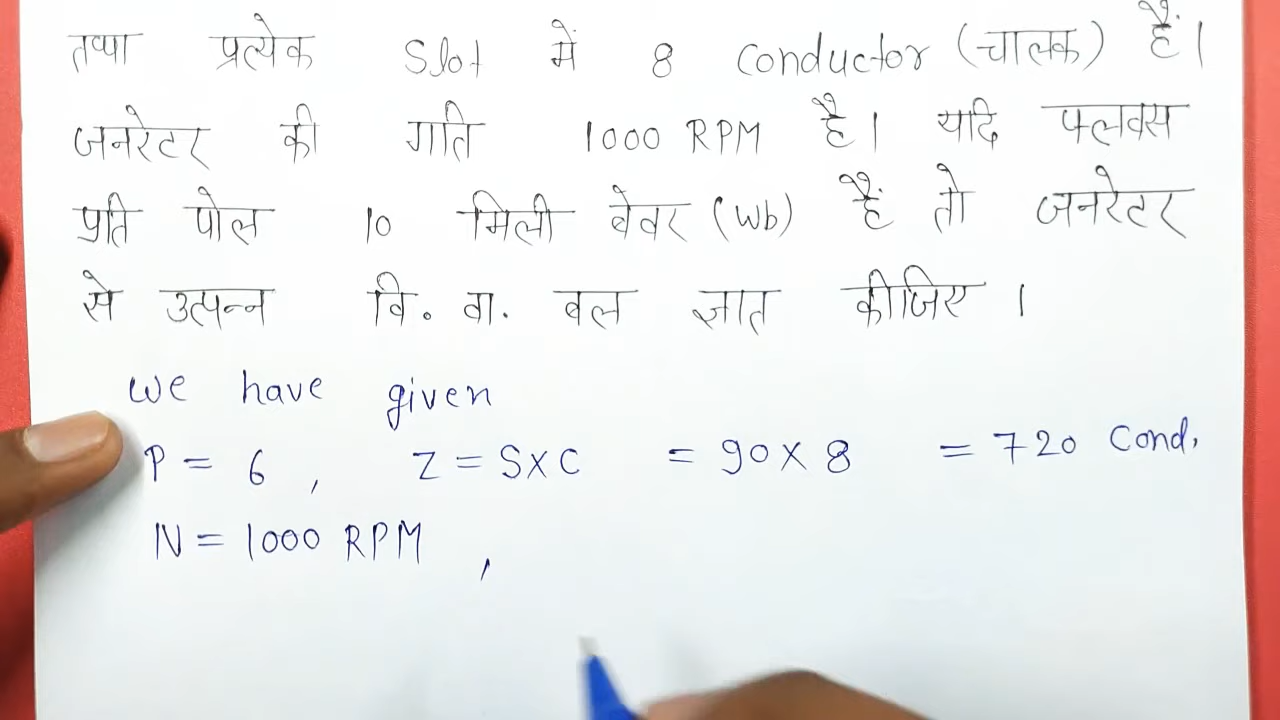 तथा प्रत्येक Slot में 8 Conductor (चालक) हैं।
जनरेटर की गति 1000 RPM है। यदि फ्लक्स
प्रति पोल 10 मिली वेवर (Wb) हैं तो जनरेटर
से उत्पन्न वि. वा. बल ज्ञात कीजिए ।
We have given
P = 6 , Z = S×C = 90×8 = 720 Cond.
N = 1000 RPM ,